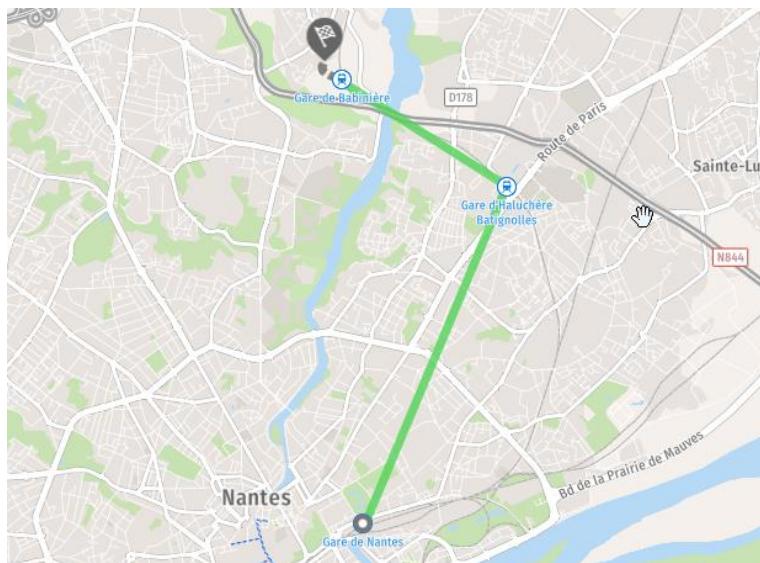 Gare de Babinière
D178
Route de Paris
Sainte-Lu
Gare d'Haluchère
Batignolles
N844
Bd de la Prairie de Mauves
Nantes
Gare de Nantes